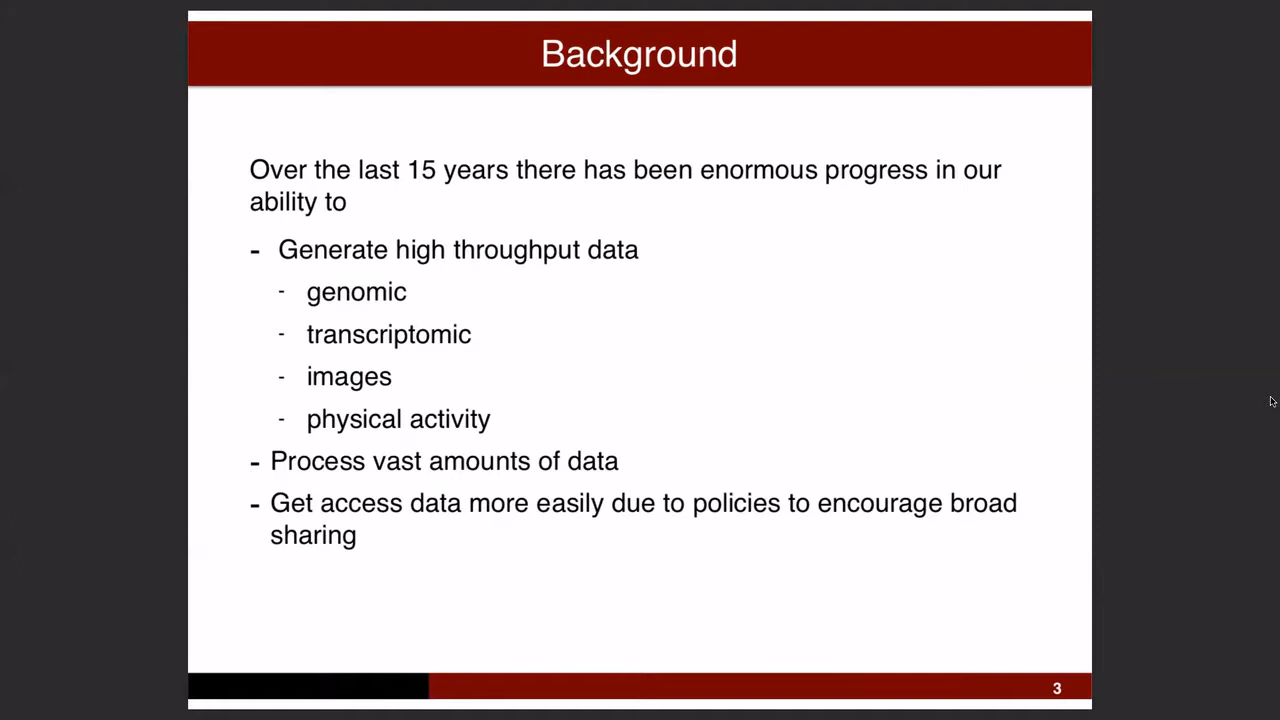 Background
Over the last 15 years there has been enormous progress in our
ability to
- Generate high throughput data
- genomic
- transcriptomic
- images
- physical activity
- Process vast amounts of data
- Get access data more easily due to policies to encourage broad
sharing
3